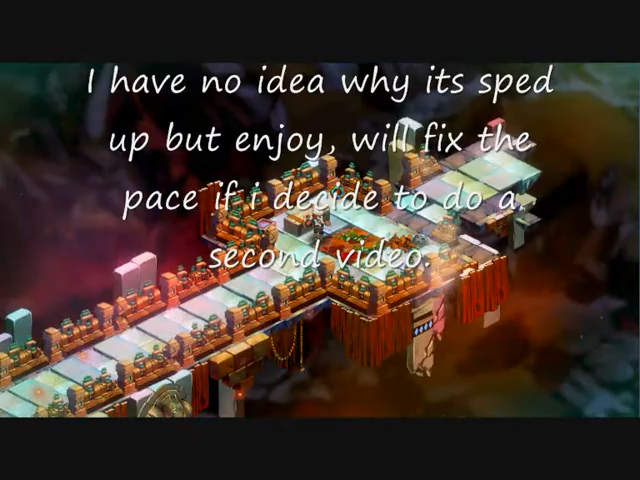 I have no idea why its sped
up but enjoy, will fix the
pace if i decide to do a
second video.